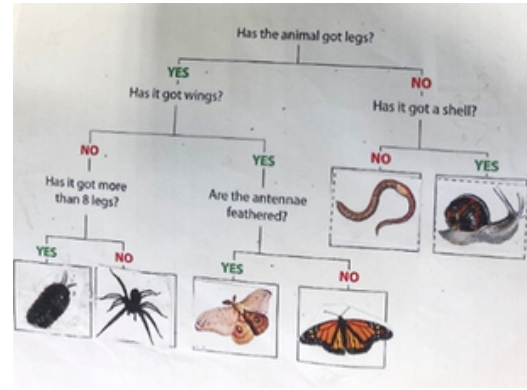 Has the animal got legs?
YES
NO
Has it got wings?
Has it got a shell?
NO
YES
NO
YES
Has it got more
than 8 legs?
Are the antennae
feathered?
YES
NO
YES
NO